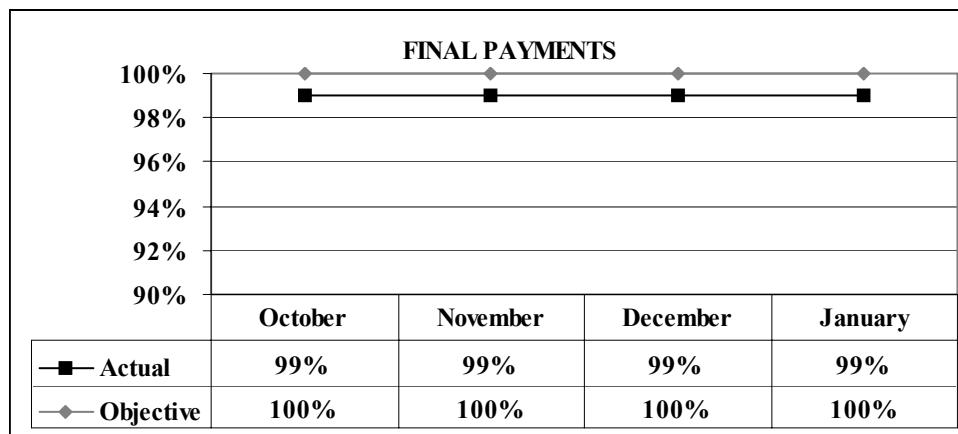 FINAL PAYMENTS
100%
98%
96%
94%
92%
90%
October November December January
Actual 99% 99% 99% 99%
Objective 100% 100% 100% 100%